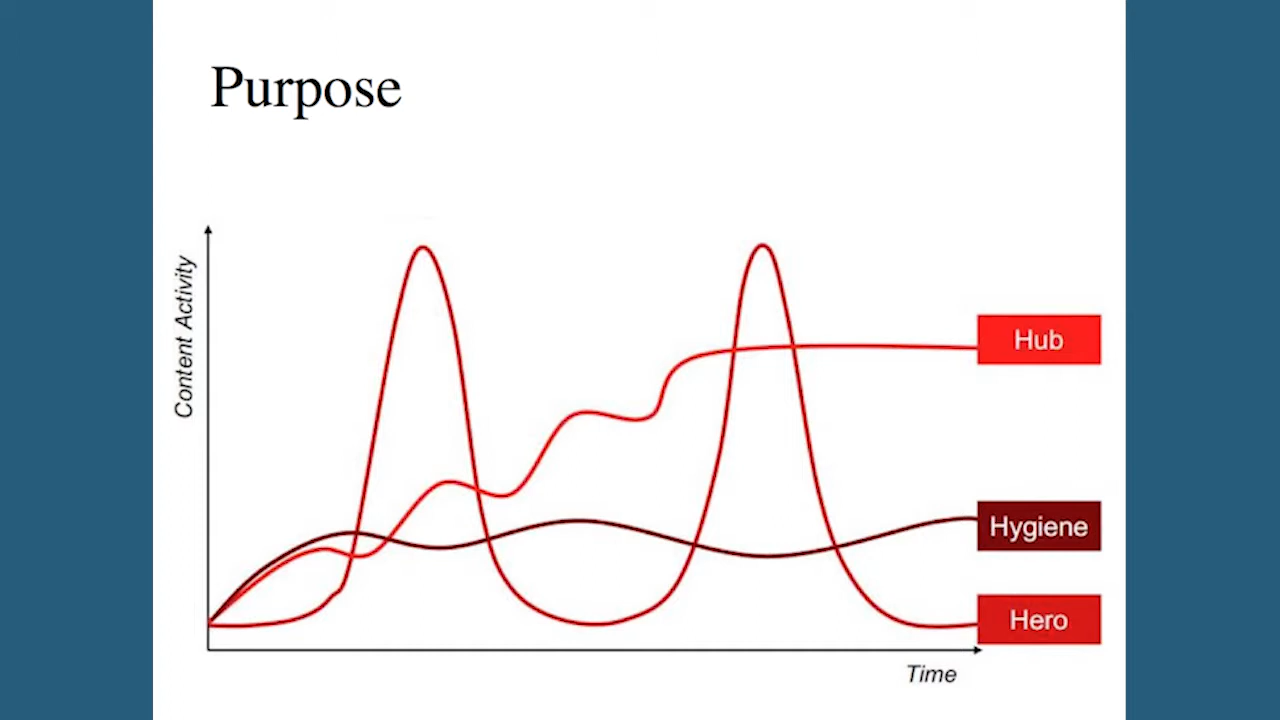 Purpose
Content Activity
Hub
Hygiene
Hero
Time